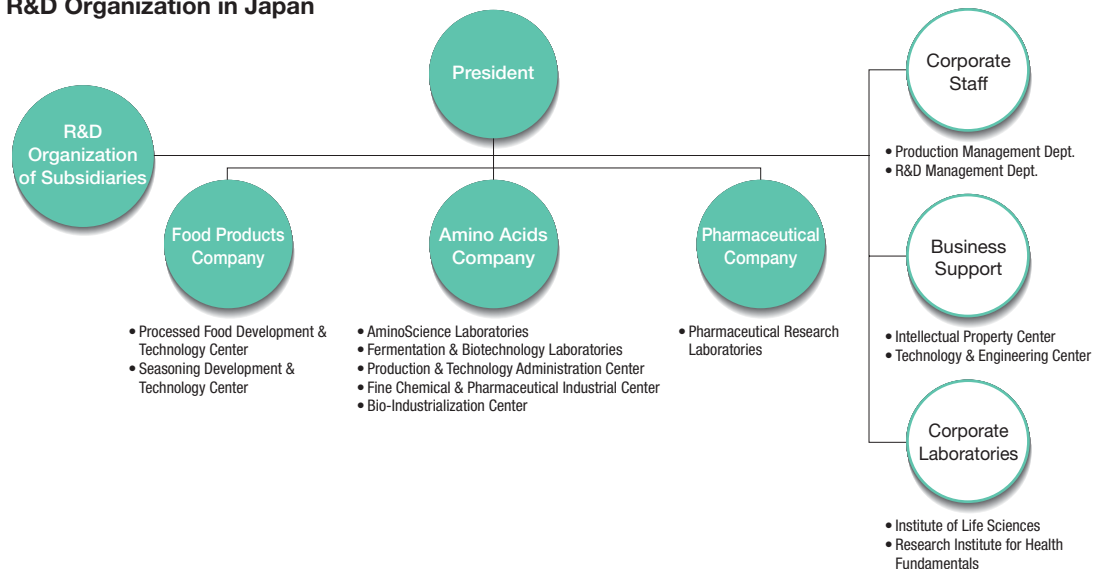 R&D Organization in Japan
President
R&D
Organization
of Subsidiaries
Food Products
Company
• Processed Food Development &
Technology Center
• Seasoning Development &
Technology Center
Amino Acids
Company
• AminoScience Laboratories
• Fermentation & Biotechnology Laboratories
• Production & Technology Administration Center
• Fine Chemical & Pharmaceutical Industrial Center
• Bio-Industrialization Center
Pharmaceutical
Company
• Pharmaceutical Research
Laboratories
Corporate
Staff
• Production Management Dept.
• R&D Management Dept.
Business
Support
• Intellectual Property Center
• Technology & Engineering Center
Corporate
Laboratories
• Institute of Life Sciences
• Research Institute for Health
Fundamentals